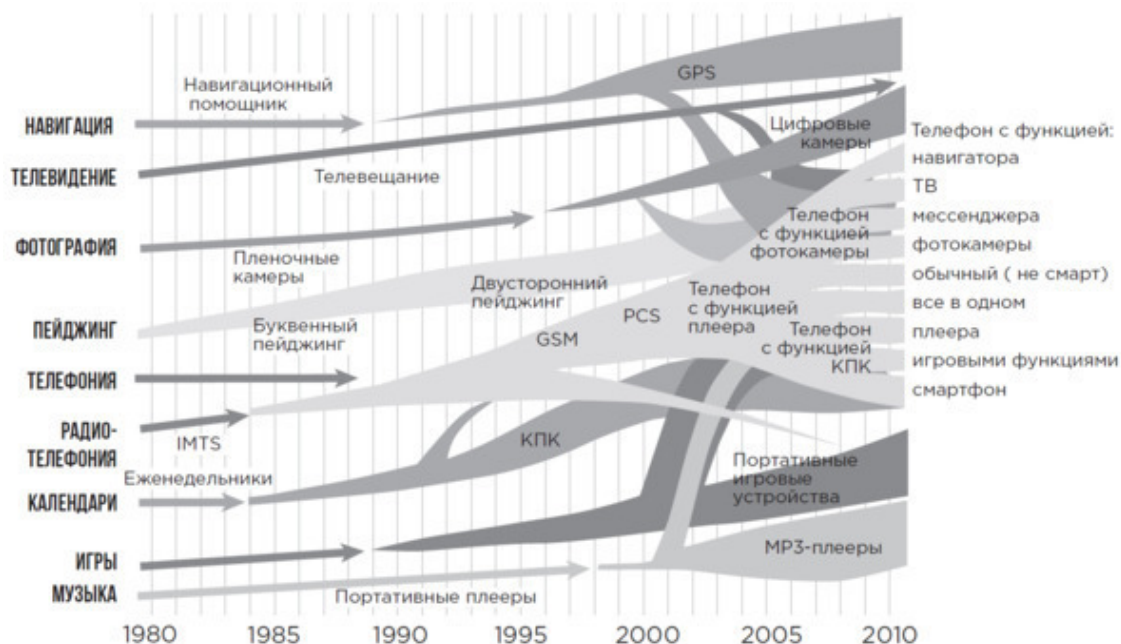 Навигационный
помощник
НАВИГАЦИЯ
GPS
Цифровые
камеры
ТЕЛЕВИДЕНИЕ
Телевещание
ФОТОГРАФИЯ
Пленочные
камеры
Телефон с функцией:
навигатора
ТВ
мессенджера
фотокамеры
обычный ( не смарт)
все в одном
плеера
игровыми функциями
смартфон
Телефон
с функцией
фотокамеры
Двусторонний
пейджинг
ПЕЙДЖИНГ
Буквенный
пейджинг
GSM
PCS
Телефон
с функцией
плеера
Телефон
с функцией
КПК
ТЕЛЕФОНИЯ
РАДИО-
ТЕЛЕФОНИЯ
IMTS
КПК
Еженедельники
КАЛЕНДАРИ
Портативные
игровые
устройства
ИГРЫ
MP3-плееры
МУЗЫКА
Портативные плееры
1980 1985 1990 1995 2000 2005 2010